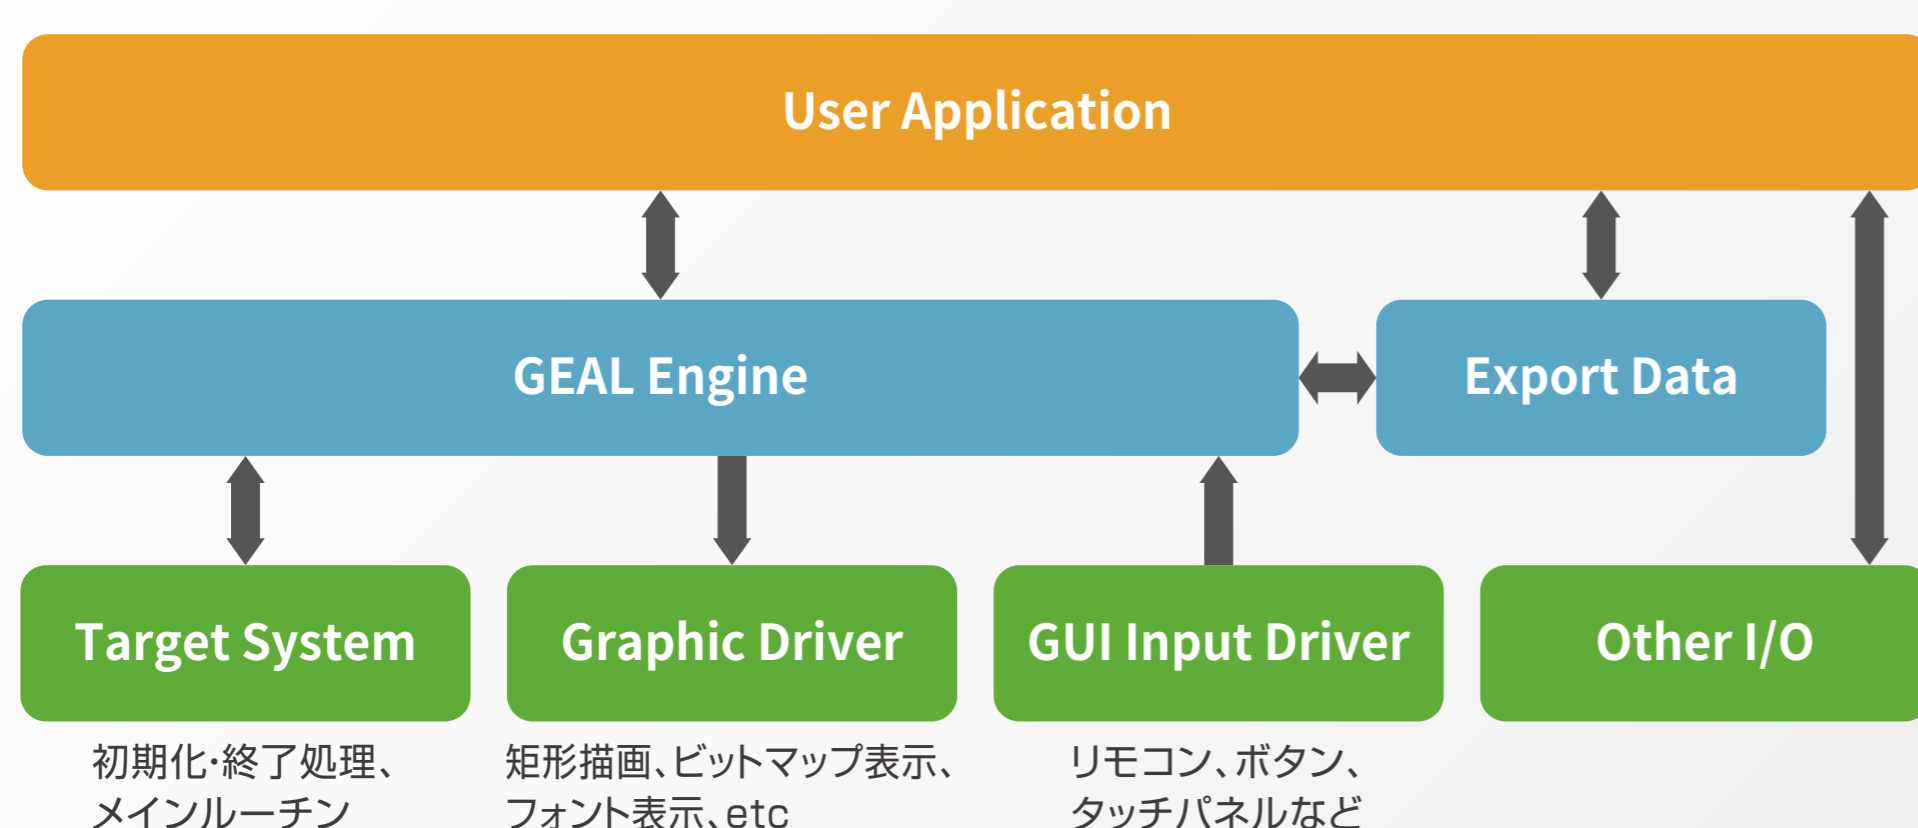 User Application
GEAL Engine
Export Data
Target System
Graphic Driver
GUI Input Driver
Other I/O
初期化・終了処理、
メインルーチン
矩形描画、ビットマップ表示、
フォント表示、etc
リモコン、ボタン、
タッチパネルなど